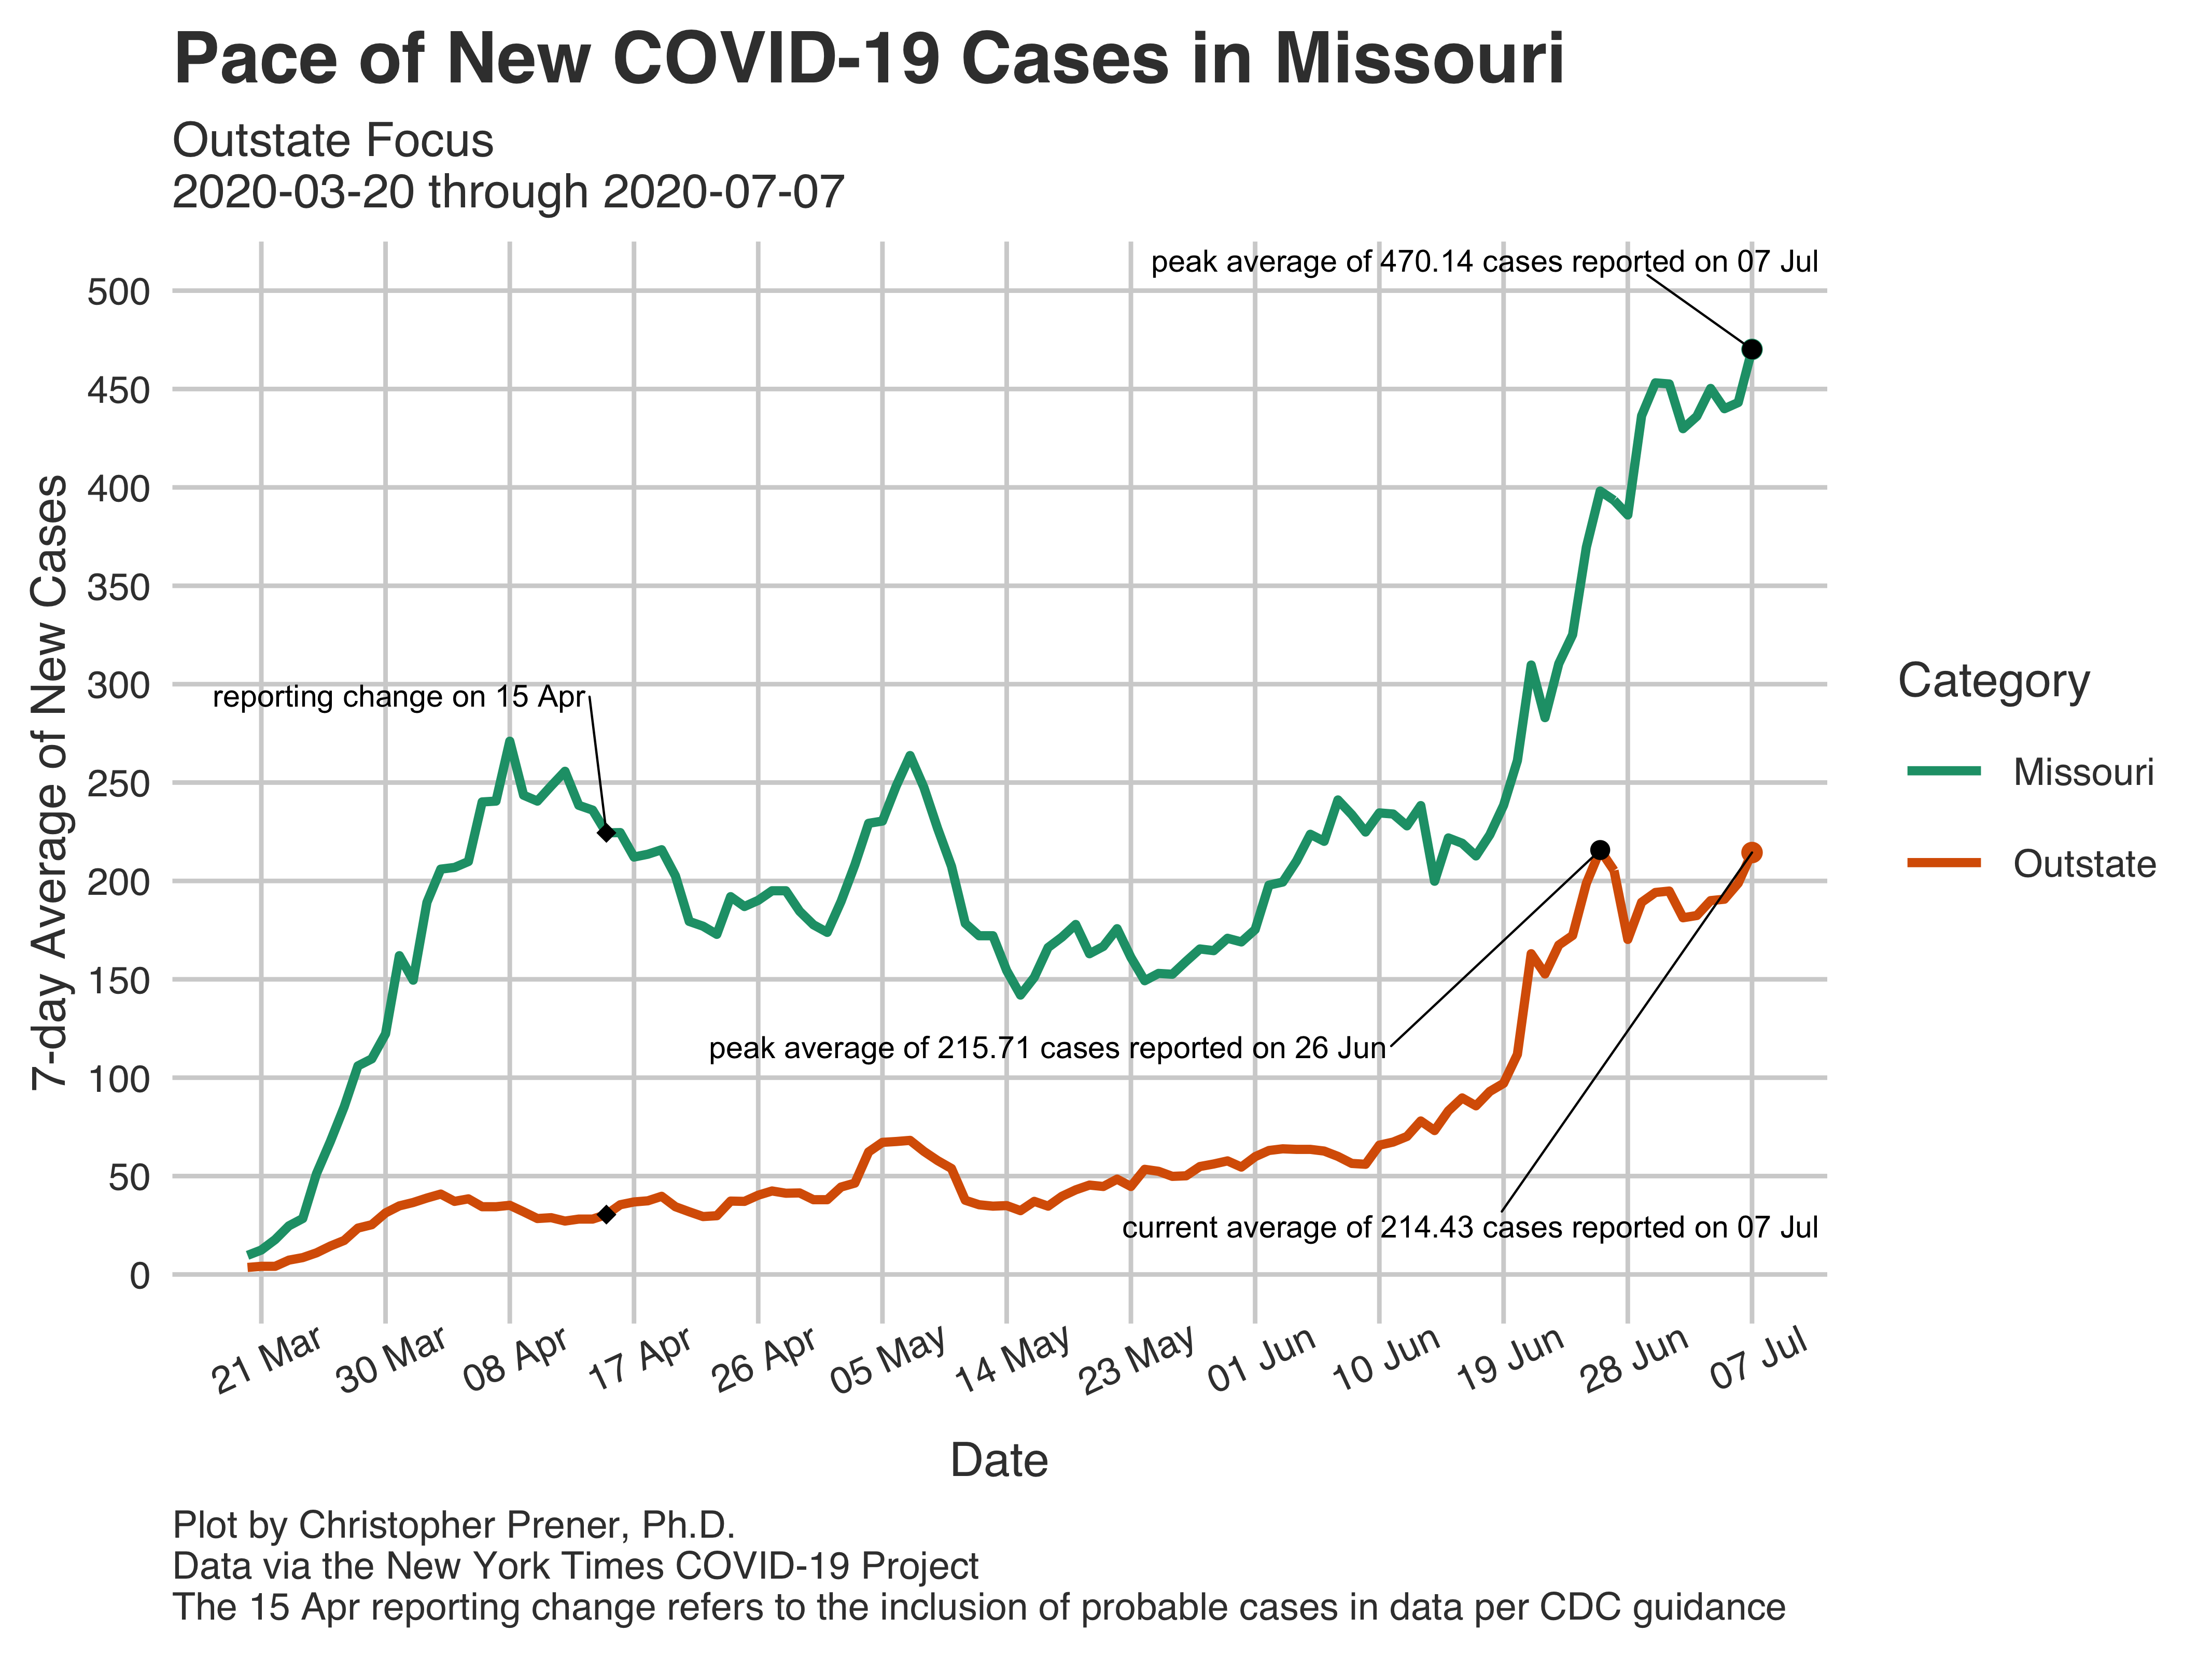 Pace of New COVID-19 Cases in Missouri
Outstate Focus
2020-03-20 through 2020-07-07
peak average of 470.14 cases reported on 07 Jul
reporting change on 15 Apr
peak average of 215.71 cases reported on 26 Jun
current average of 214.43 cases reported on 07 Jul
7-day Average of New Cases
500
450
400
350
300
250
200
150
100
50
0
21 Mar
30 Mar
08 Apr
17 Apr
26 Apr
05 May
14 May
23 May
01 Jun
10 Jun
19 Jun
28 Jun
07 Jul
Date
Category
Missouri
Outstate
Plot by Christopher Prener, Ph.D.
Data via the New York Times COVID-19 Project
The 15 Apr reporting change refers to the inclusion of probable cases in data per CDC guidance